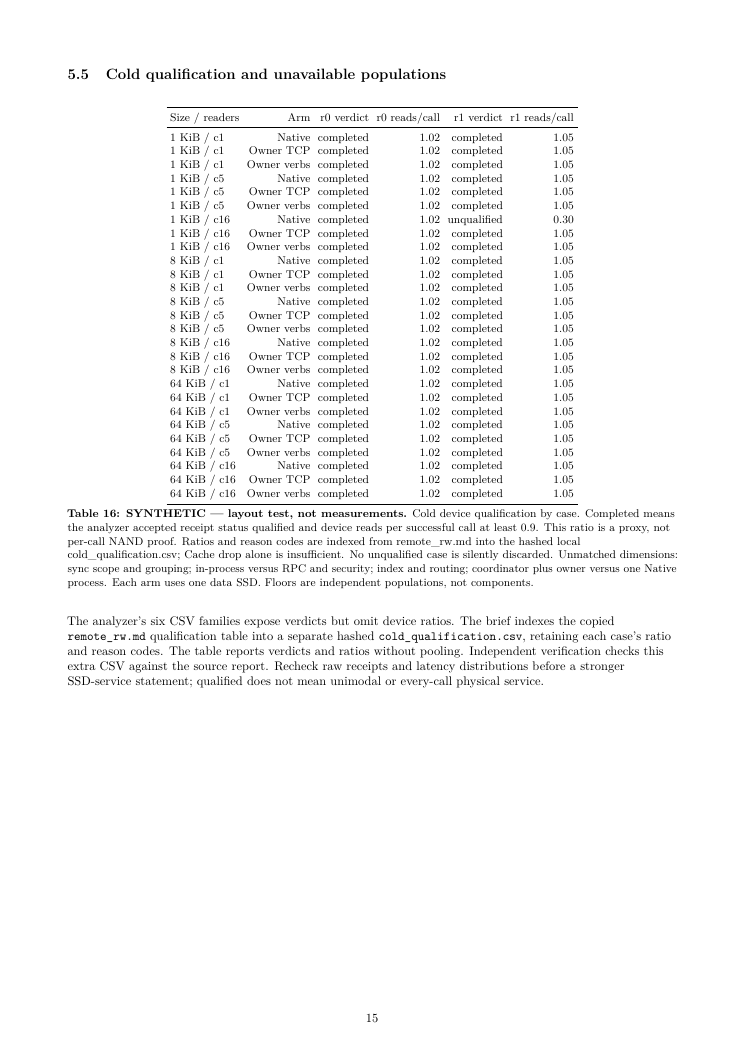 5.5 Cold qualification and unavailable populations
Size / readers Arm r0 verdict r0 reads/call r1 verdict r1 reads/call
1 KiB / c1 Native completed 1.02 completed 1.05
1 KiB / c1 Owner TCP completed 1.02 completed 1.05
1 KiB / c1 Owner verbs completed 1.02 completed 1.05
1 KiB / c5 Native completed 1.02 completed 1.05
1 KiB / c5 Owner TCP completed 1.02 completed 1.05
1 KiB / c5 Owner verbs completed 1.02 completed 1.05
1 KiB / c16 Native completed 1.02 unqualified 0.30
1 KiB / c16 Owner TCP completed 1.02 completed 1.05
1 KiB / c16 Owner verbs completed 1.02 completed 1.05
8 KiB / c1 Native completed 1.02 completed 1.05
8 KiB / c1 Owner TCP completed 1.02 completed 1.05
8 KiB / c1 Owner verbs completed 1.02 completed 1.05
8 KiB / c5 Native completed 1.02 completed 1.05
8 KiB / c5 Owner TCP completed 1.02 completed 1.05
8 KiB / c5 Owner verbs completed 1.02 completed 1.05
8 KiB / c16 Native completed 1.02 completed 1.05
8 KiB / c16 Owner TCP completed 1.02 completed 1.05
8 KiB / c16 Owner verbs completed 1.02 completed 1.05
64 KiB / c1 Native completed 1.02 completed 1.05
64 KiB / c1 Owner TCP completed 1.02 completed 1.05
64 KiB / c1 Owner verbs completed 1.02 completed 1.05
64 KiB / c5 Native completed 1.02 completed 1.05
64 KiB / c5 Owner TCP completed 1.02 completed 1.05
64 KiB / c5 Owner verbs completed 1.02 completed 1.05
64 KiB / c16 Native completed 1.02 completed 1.05
64 KiB / c16 Owner TCP completed 1.02 completed 1.05
64 KiB / c16 Owner verbs completed 1.02 completed 1.05
Table 16: SYNTHETIC — layout test, not measurements. Cold device qualification by case. Completed means
the analyzer accepted receipt status qualified and device reads per successful call at least 0.9. This ratio is a proxy, not
per-call NAND proof. Ratios and reason codes are indexed from remote_rw.md into the hashed local
cold_qualification.csv; Cache drop alone is insufficient. No unqualified case is silently discarded. Unmatched dimensions:
sync scope and grouping; in-process versus RPC and security; index and routing; coordinator plus owner versus one Native
process. Each arm uses one data SSD. Floors are independent populations, not components.
The analyzer's six CSV families expose verdicts but omit device ratios. The brief indexes the copied
remote_rw.md qualification table into a separate hashed cold_qualification.csv, retaining each case's ratio
and reason codes. The table reports verdicts and ratios without pooling. Independent verification checks this
extra CSV against the source report. Recheck raw receipts and latency distributions before a stronger
SSD-service statement; qualified does not mean unimodal or every-call physical service.
15